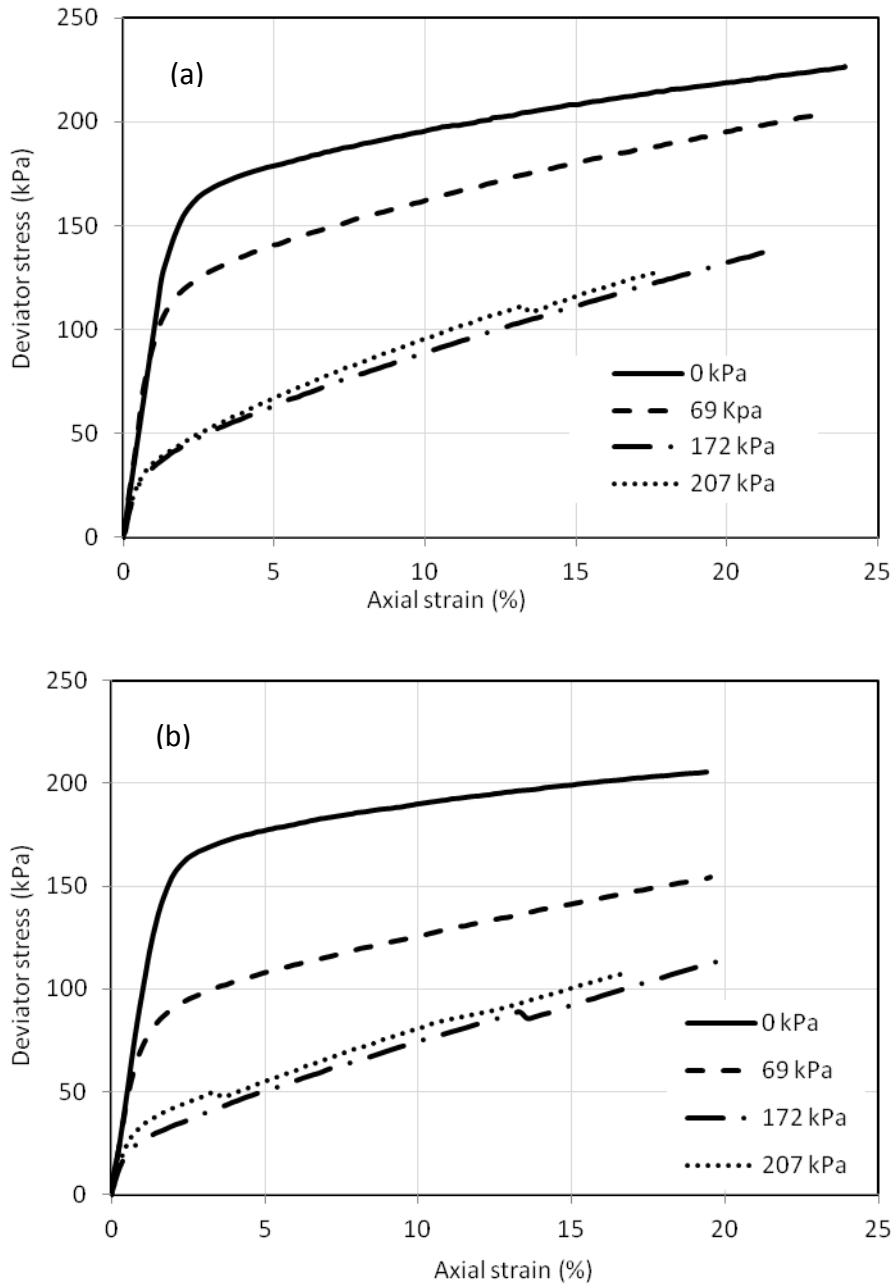 250
(a)
200
150
100
50
0
Deviator stress (kPa)
0 kPa
69 Kpa
172 kPa
207 kPa
0 5 10 15 20 25
Axial strain (%)
250
(b)
200
150
100
50
0
Deviator stress (kPa)
0 kPa
69 kPa
172 kPa
207 kPa
0 5 10 15 20 25
Axial strain (%)